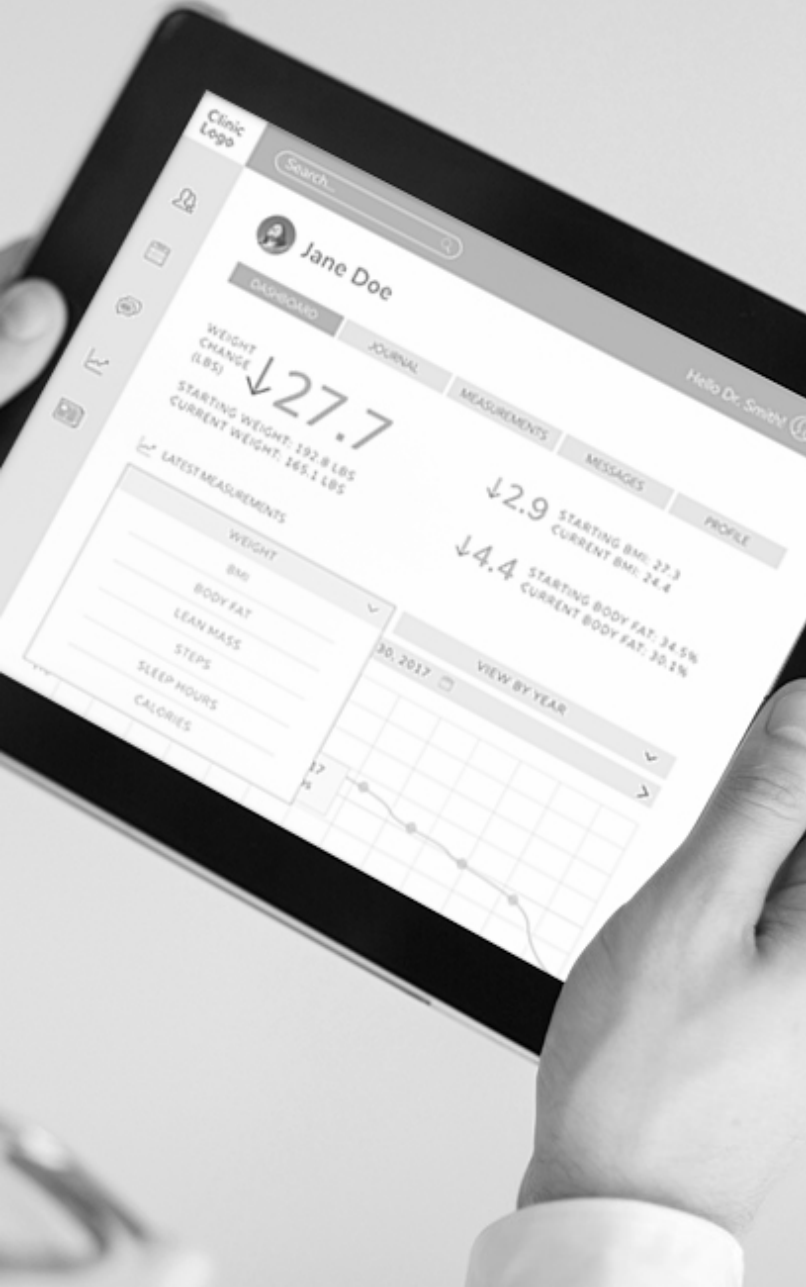 Clinic
Logo
Search...
Hello Dr. Smith!
Jane Doe
DASHBOARD
JOURNAL
MEASUREMENTS
MESSAGES
PROFILE
WEIGHT
CHANGE
(LBS)
↓27.7
STARTING WEIGHT: 192.8 LBS
CURRENT WEIGHT: 165.1 LBS
↓2.9
STARTING BMI: 27.3
CURRENT BMI: 24.4
↓4.4
STARTING BODY FAT: 34.5%
CURRENT BODY FAT: 30.1%
LATEST MEASUREMENTS
WEIGHT
BMI
BODY FAT
LEAN MASS
STEPS
SLEEP HOURS
CALORIES
VIEW BY YEAR
30, 2017
17